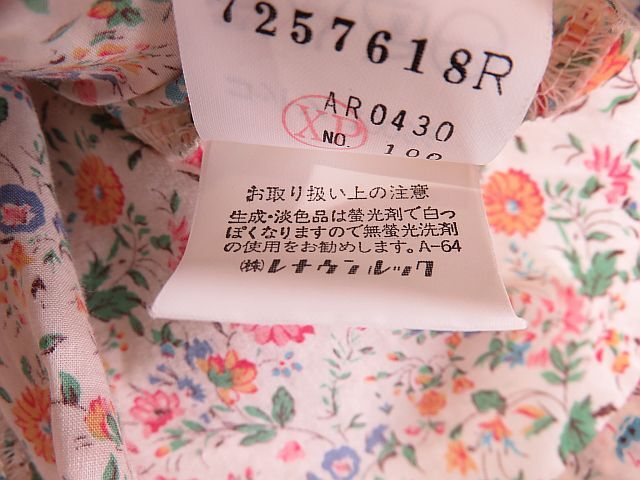 7257618R
AR0430
XP
NO.
お取り扱い上の注意
生成・淡色品は螢光剤で白っ
ぽくなりますので無螢光洗剤
の使用をお勧めします。A-64
㈱レナウンルック